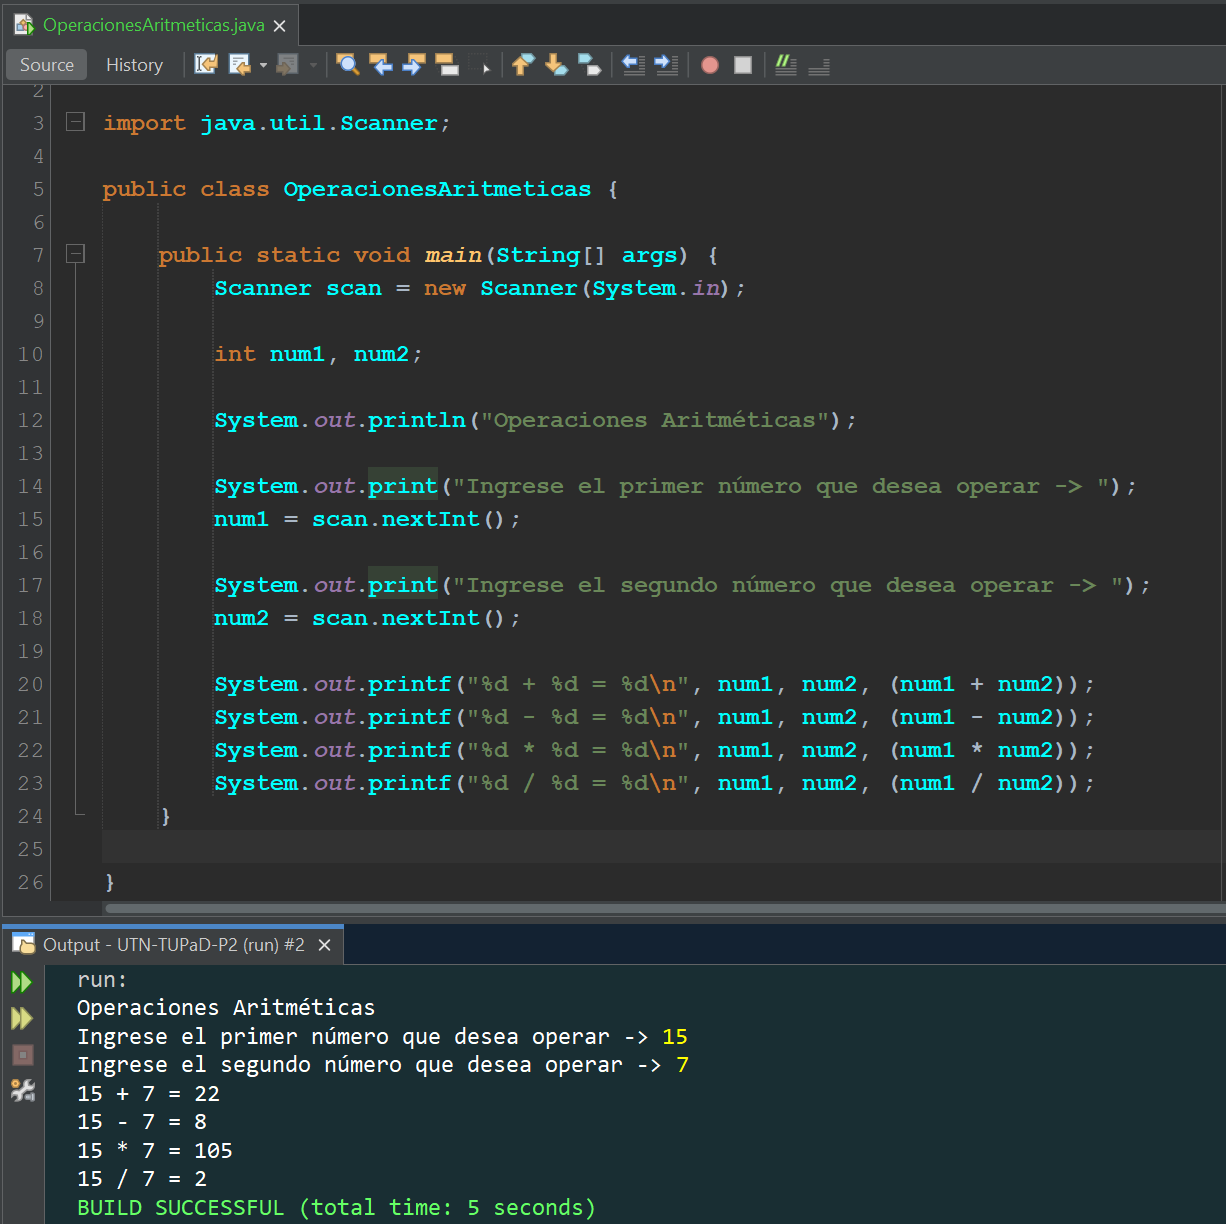 OperacionesAritmeticas.java
Source History
2
3 import java.util.Scanner;
4
5 public class OperacionesAritmeticas {
6
7 public static void main(String[] args) {
8 Scanner scan = new Scanner(System.in);
9
10 int num1, num2;
11
12 System.out.println("Operaciones Aritméticas");
13
14 System.out.print("Ingrese el primer número que desea operar -> ");
15 num1 = scan.nextInt();
16
17 System.out.print("Ingrese el segundo número que desea operar -> ");
18 num2 = scan.nextInt();
19
20 System.out.printf("%d + %d = %d\n", num1, num2, (num1 + num2));
21 System.out.printf("%d - %d = %d\n", num1, num2, (num1 - num2));
22 System.out.printf("%d * %d = %d\n", num1, num2, (num1 * num2));
23 System.out.printf("%d / %d = %d\n", num1, num2, (num1 / num2));
24 }
25
26 }
Output - UTN-TUPaD-P2 (run) #2
run:
Operaciones Aritméticas
Ingrese el primer número que desea operar -> 15
Ingrese el segundo número que desea operar -> 7
15 + 7 = 22
15 - 7 = 8
15 * 7 = 105
15 / 7 = 2
BUILD SUCCESSFUL (total time: 5 seconds)